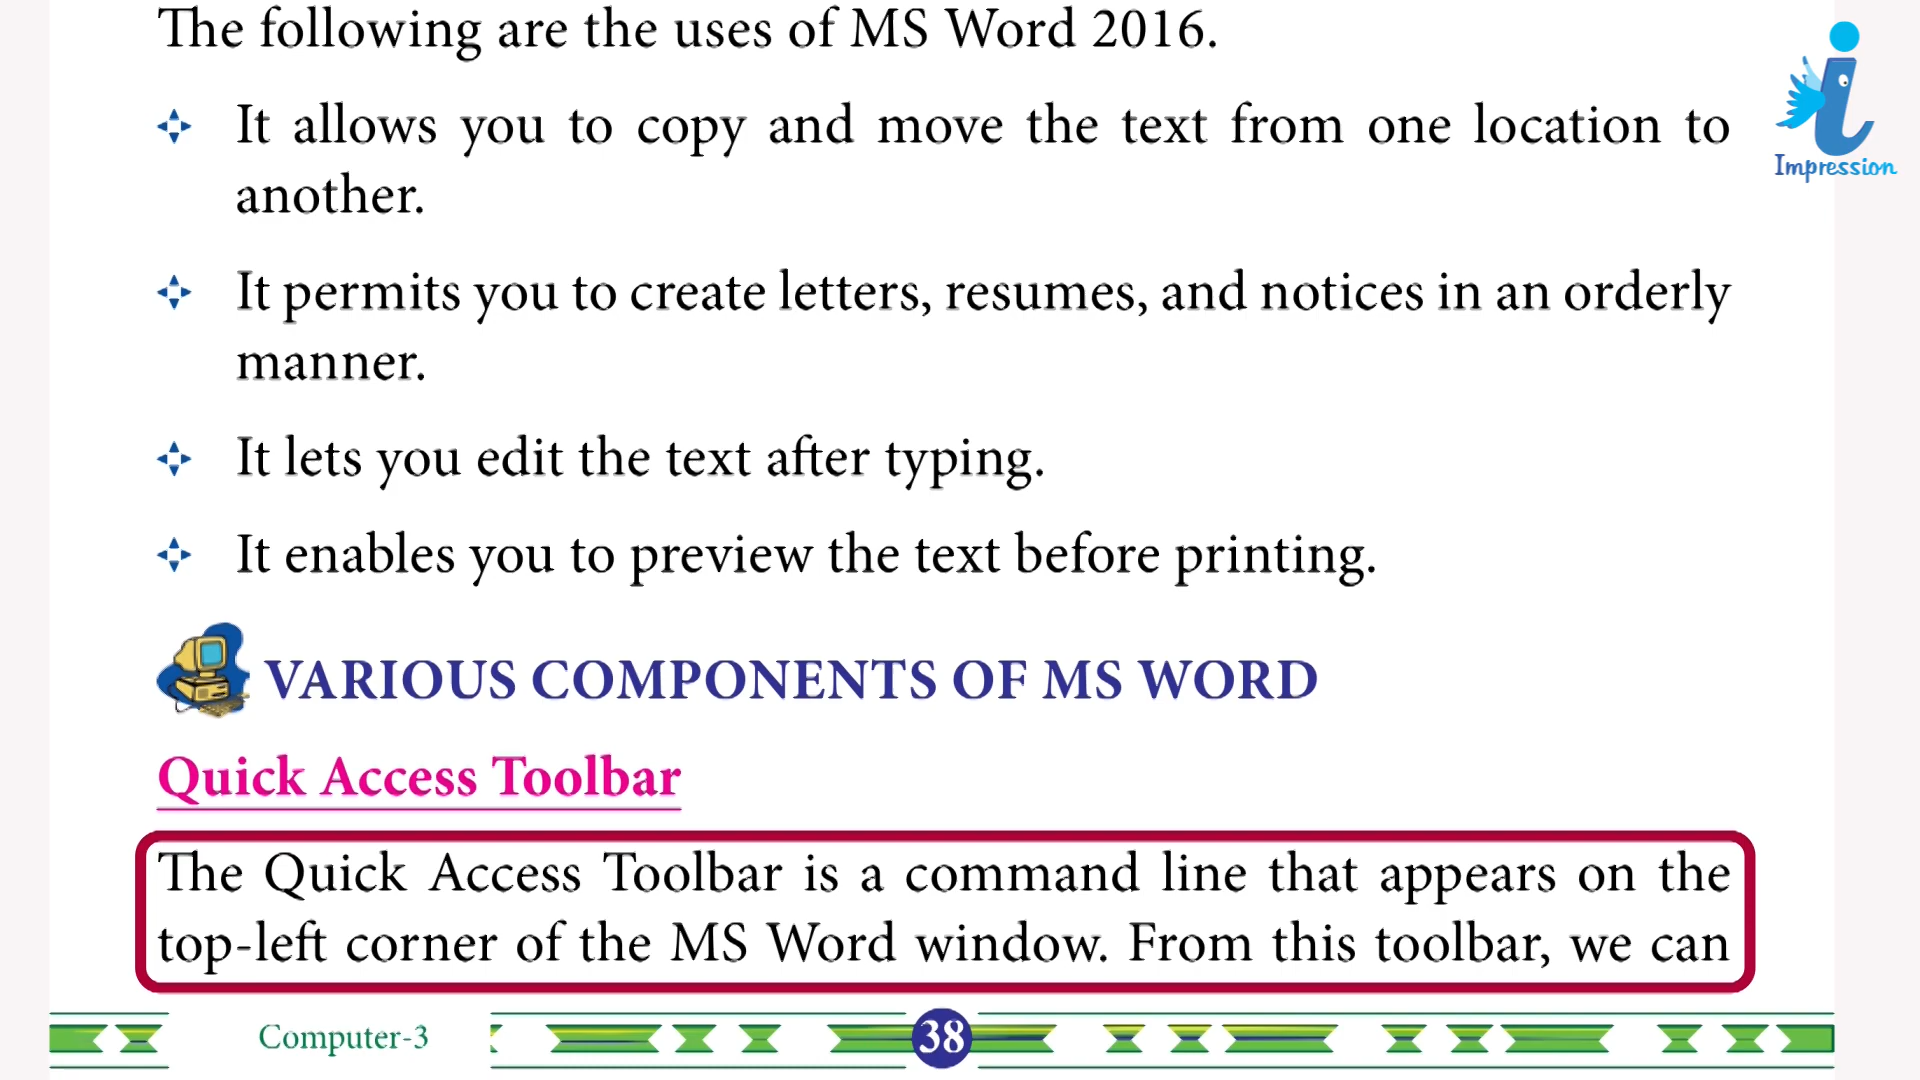 The following are the uses of MS Word 2016.
It allows you to copy and move the text from one location to
another.
It permits you to create letters, resumes, and notices in an orderly
manner.
It lets you edit the text after typing.
It enables you to preview the text before printing.
VARIOUS COMPONENTS OF MS WORD
Quick Access Toolbar
The Quick Access Toolbar is a command line that appears on the
top-left corner of the MS Word window. From this toolbar, we can
Computer-3
38
i
Impression